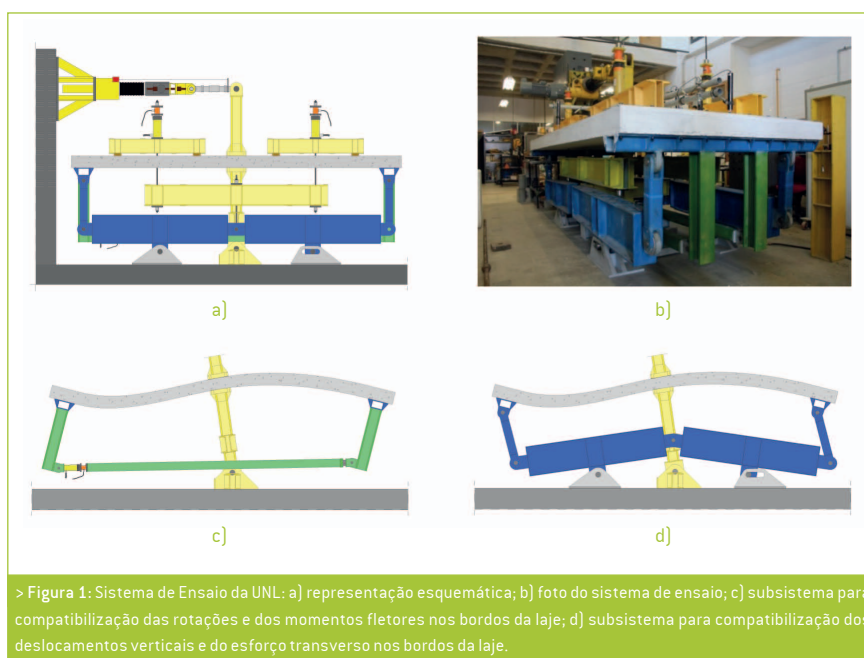 a)
b)
c)
d)
> Figura 1: Sistema de Ensaio da UNL: a) representação esquemática; b) foto do sistema de ensaio; c) subsistema para
compatibilização das rotações e dos momentos fletores nos bordos da laje; d) subsistema para compatibilização dos
deslocamentos verticais e do esforço transverso nos bordos da laje.